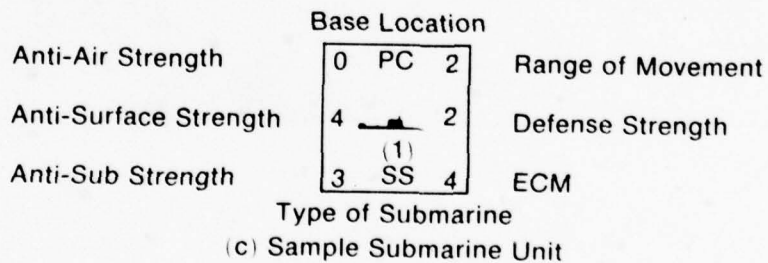 Base Location
Anti-Air Strength 0 PC 2 Range of Movement
Anti-Surface Strength 4 2 Defense Strength
(1)
Anti-Sub Strength 3 SS 4 ECM
Type of Submarine
(c) Sample Submarine Unit